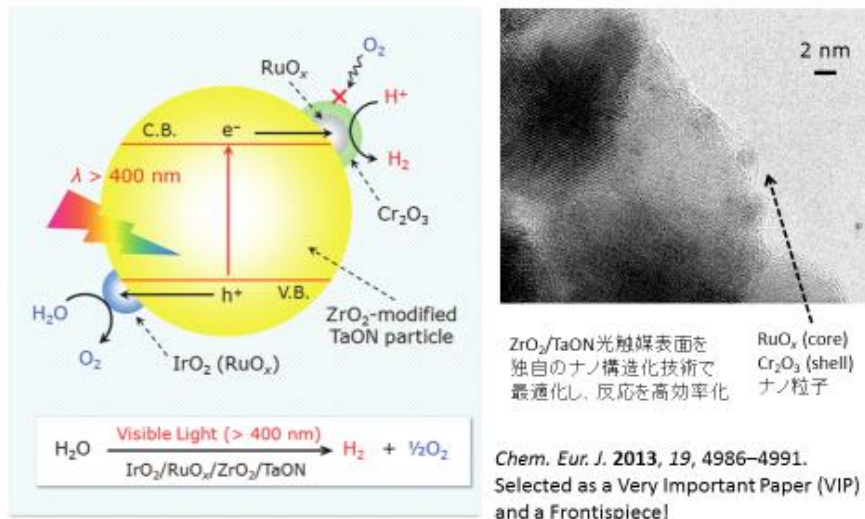 O₂
RuOₓ
H⁺
C.B.
e⁻
H₂
λ > 400 nm
Cr₂O₃
h⁺
V.B.
H₂O
ZrO₂-modified
TaON particle
O₂
IrO₂ (RuOₓ)
Visible Light (> 400 nm)
H₂O
H₂ + ½O₂
IrO₂/RuOₓ/ZrO₂/TaON
2 nm
ZrO₂/TaON光触媒表面を
独自のナノ構造化技術で
最適化し、反応を高効率化
RuOₓ (core)
Cr₂O₃ (shell)
ナノ粒子
Chem. Eur. J. 2013, 19, 4986–4991.
Selected as a Very Important Paper (VIP)
and a Frontispiece!